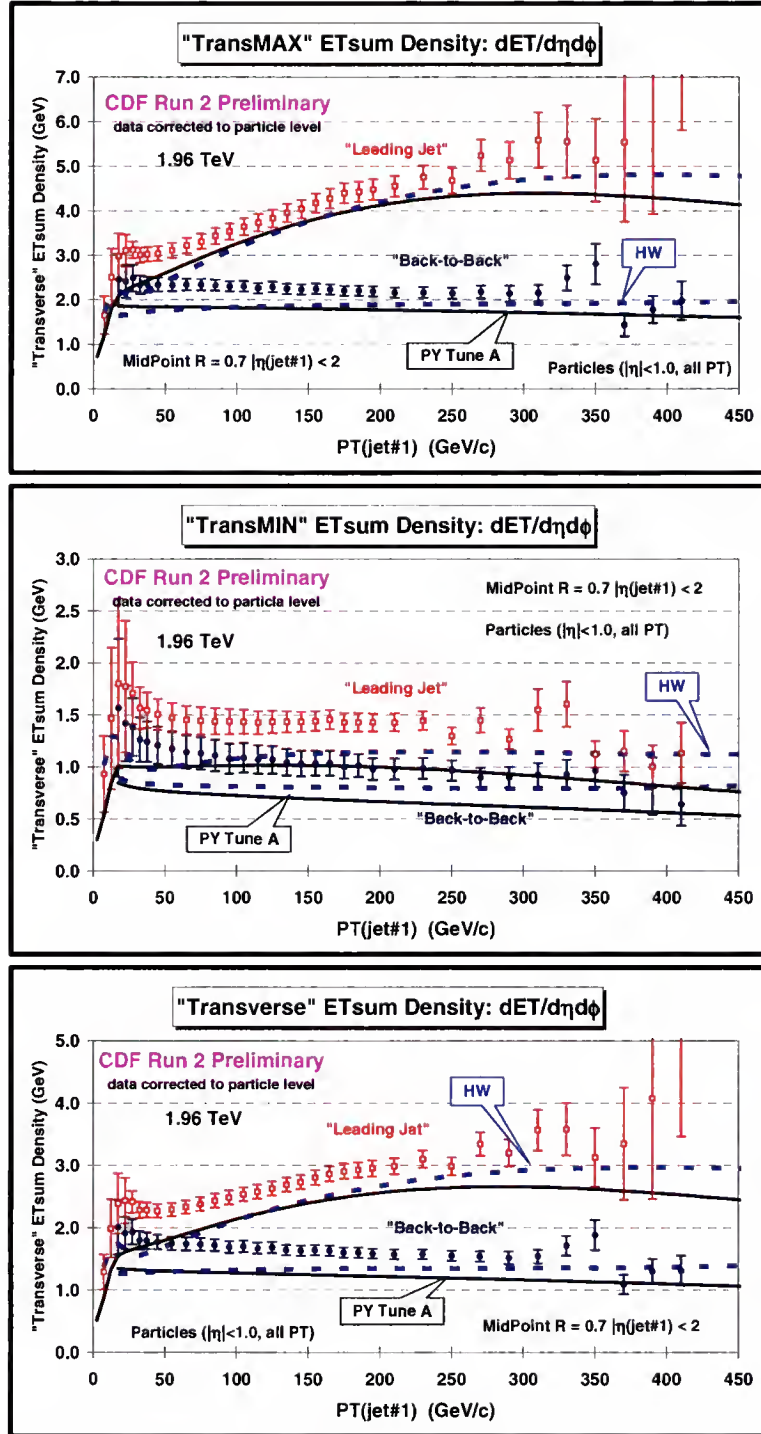 "TransMAX" ETsum Density: dET/dηdϕ
"Transverse" ETsum Density (GeV)
7.0
6.0
5.0
4.0
3.0
2.0
1.0
0.0
CDF Run 2 Preliminary
data corrected to particle level
1.96 TeV
"Leading Jet"
"Back-to-Back"
HW
PY Tune A
MidPoint R = 0.7 |η(jet#1) < 2
Particles (|η|<1.0, all PT)
0 50 100 150 200 250 300 350 400 450
PT(jet#1) (GeV/c)
"TransMIN" ETsum Density: dET/dηdϕ
"Transverse" ETsum Density (GeV)
3.0
2.5
2.0
1.5
1.0
0.5
0.0
CDF Run 2 Preliminary
data corrected to particla level
1.96 TeV
MidPoint R = 0.7 |η(jet#1) < 2
Particles (|η|<1.0, all PT)
"Leading Jet"
HW
PY Tune A
"Back-to-Back"
0 50 100 150 200 250 300 350 400 450
PT(jet#1) (GeV/c)
"Transverse" ETsum Density: dET/dηdϕ
"Transverse" ETsum Density (GeV)
5.0
4.0
3.0
2.0
1.0
0.0
CDF Run 2 Preliminary
data corrected to particle level
1.96 TeV
HW
"Leading Jat"
"Back-to-Back"
PY Tune A
Particles (|η|<1.0, all PT)
MidPoint R = 0.7 |η(jet#1) < 2
0 50 100 150 200 250 300 350 400 450
PT(jet#1) (GeV/c)